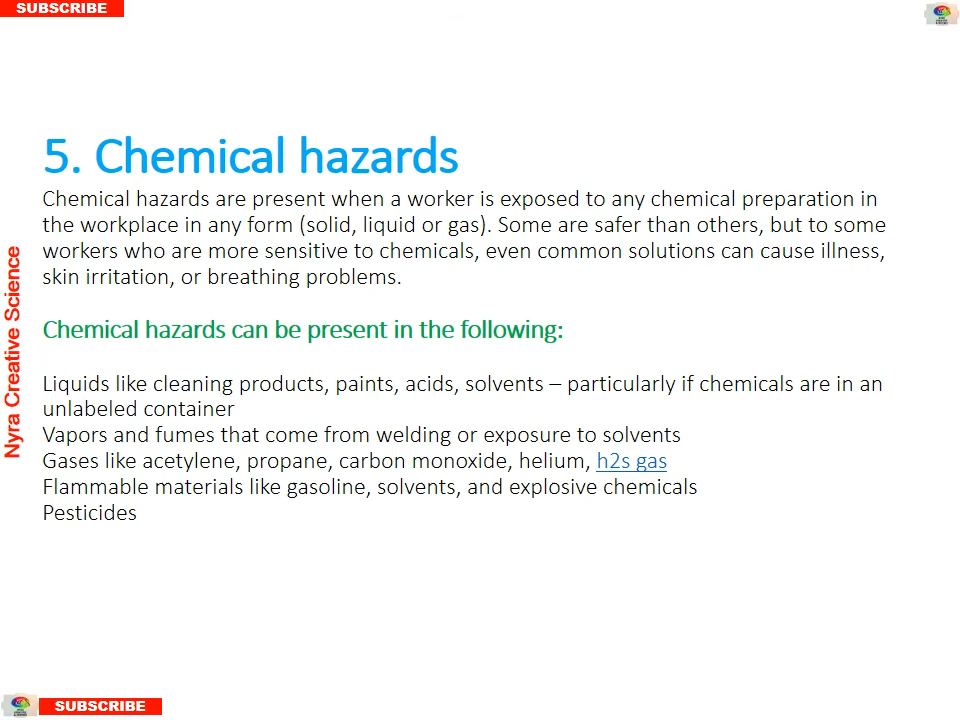 SUBSCRIBE
5. Chemical hazards
Chemical hazards are present when a worker is exposed to any chemical preparation in
the workplace in any form (solid, liquid or gas). Some are safer than others, but to some
workers who are more sensitive to chemicals, even common solutions can cause illness,
skin irritation, or breathing problems.
Chemical hazards can be present in the following:
Liquids like cleaning products, paints, acids, solvents – particularly if chemicals are in an
unlabeled container
Vapors and fumes that come from welding or exposure to solvents
Gases like acetylene, propane, carbon monoxide, helium, h2s gas
Flammable materials like gasoline, solvents, and explosive chemicals
Pesticides
Nyra Creative Science
SUBSCRIBE